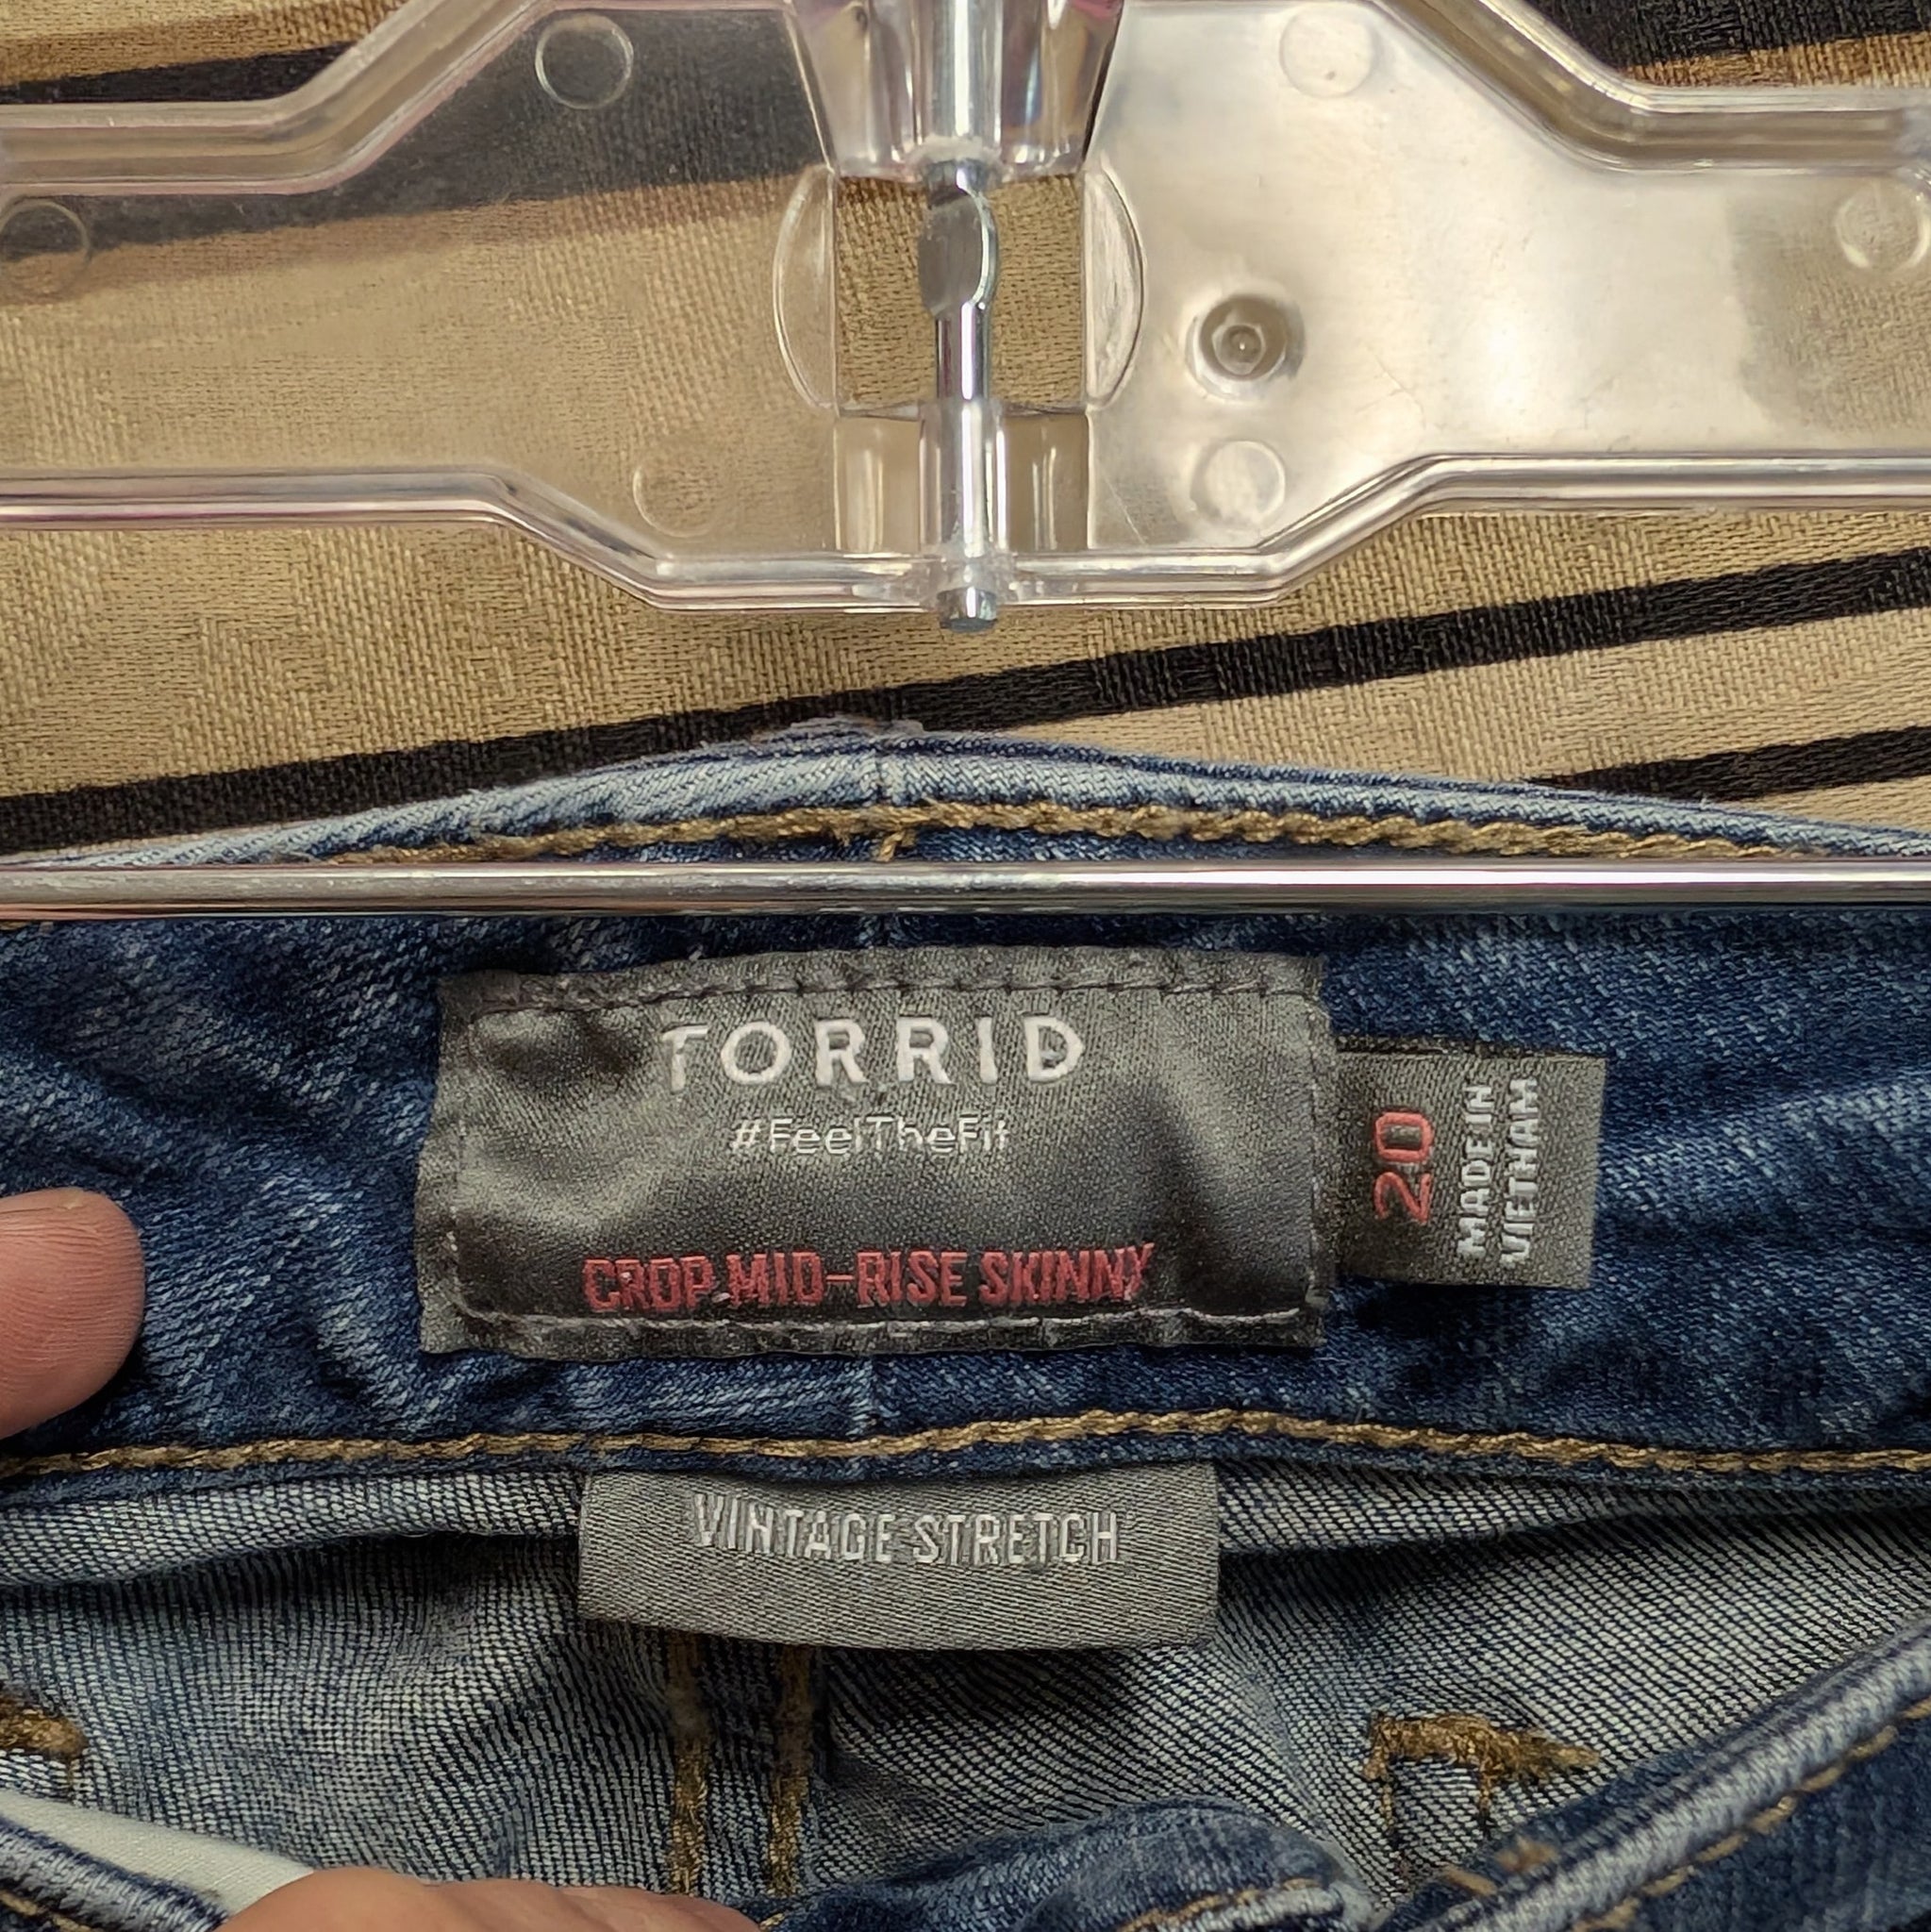 TORRID
#FeelTheFit
CROP MID-RISE SKINNY
20
MADE IN
VIETNAM
VINTAGE STRETCH